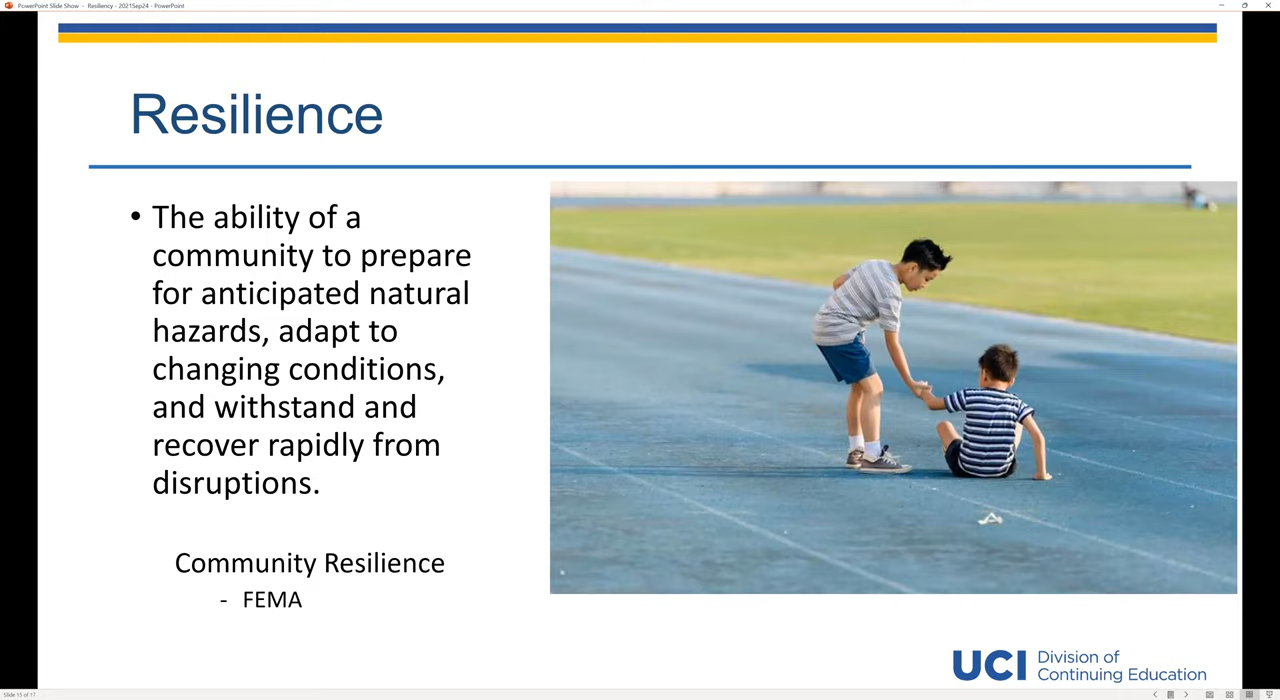 PowerPoint Slide Show - Resiliency - 2021Sep24 - PowerPoint
Resilience
• The ability of a
community to prepare
for anticipated natural
hazards, adapt to
changing conditions,
and withstand and
recover rapidly from
disruptions.
Community Resilience
- FEMA
UCI Division of
Continuing Education
Slide 15 of 17